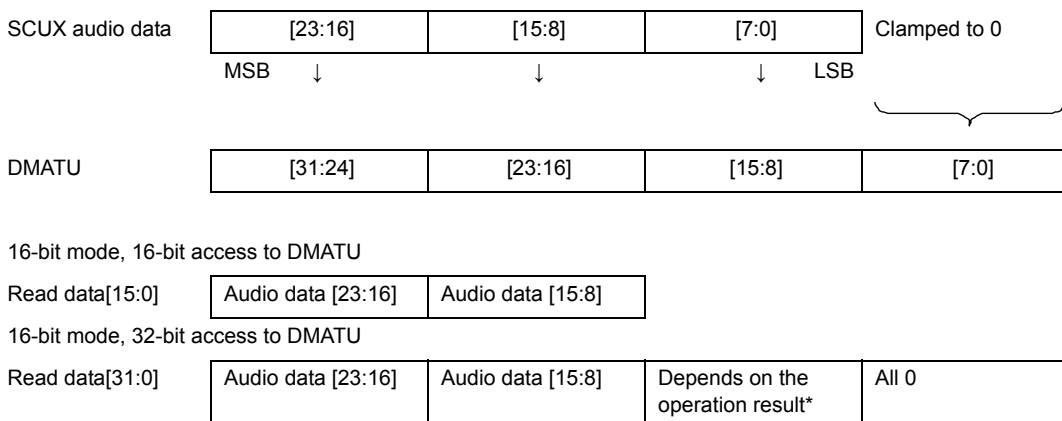 SCUX audio data [23:16] [15:8] [7:0] Clamped to 0
MSB ↓ ↓ ↓ LSB
DMATU [31:24] [23:16] [15:8] [7:0]
16-bit mode, 16-bit access to DMATU
Read data[15:0] Audio data [23:16] Audio data [15:8]
16-bit mode, 32-bit access to DMATU
Read data[31:0] Audio data [23:16] Audio data [15:8] Depends on the All 0
operation result*